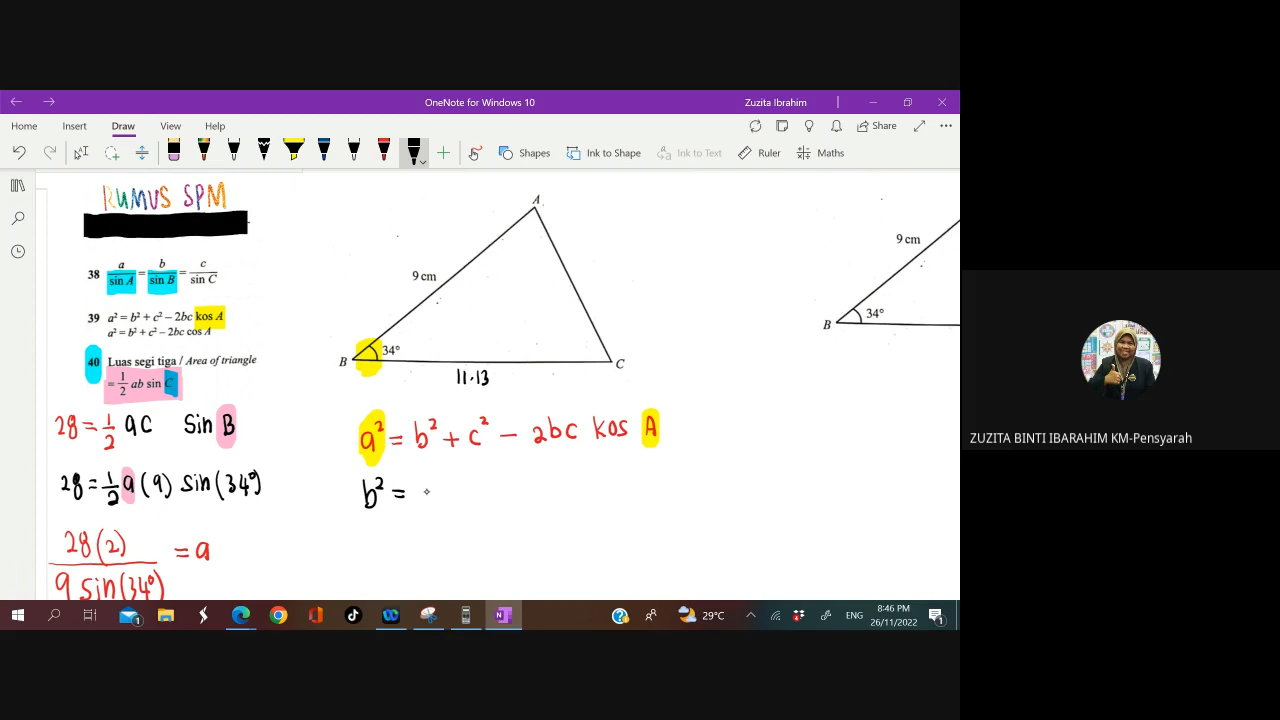 OneNote for Windows 10
Zuzita Ibrahim
Home Insert Draw View Help
Share
Shapes Ink to Shape Ink to Text Ruler Maths
RUMUS SPM
38 a/sin A = b/sin B = c/sin C
39 a² = b² + c² – 2bc kos A
a² = b² + c² – 2bc cos A
40 Luas segi tiga / Area of triangle
= 1/2 ab sin C
28 = 1/2 ac Sin B
28 = 1/2 a (9) sin (34°)
28(2)/9 sin(34°) = a
A
9 cm
B 34° C
11.13
a² = b² + c² – 2bc kos A
b² =
9 cm
B 34°
ZUZITA BINTI IBARAHIM KM-Pensyarah
29°C
ENG
8:46 PM
26/11/2022